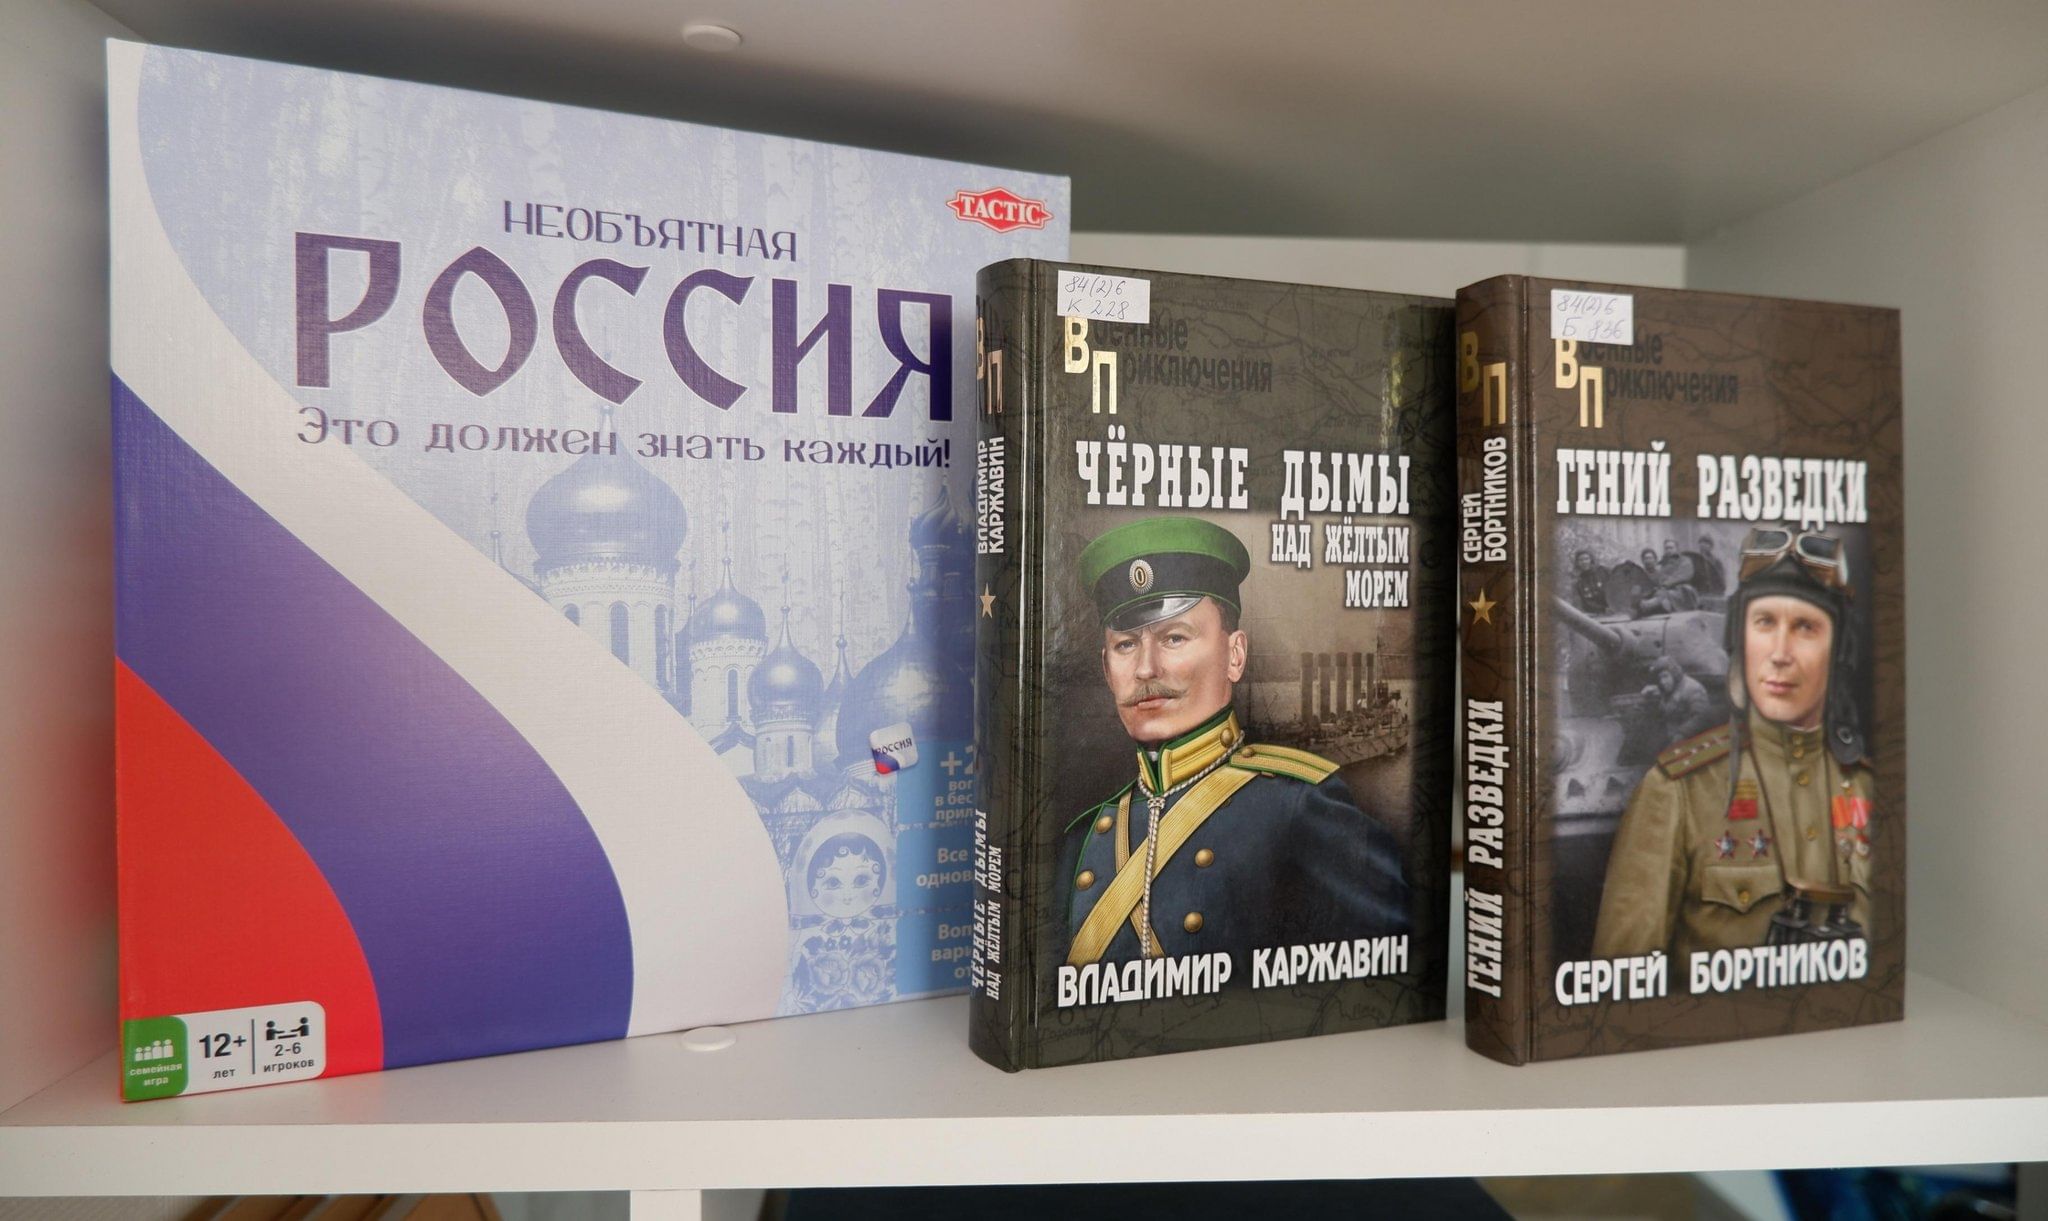 НЕОБЪЯТНАЯ
РОССИЯ
Это должен знать каждый!
TACTIC
РОССИЯ
Все
семейная
игра
12+
лет
2-6
игроков
ВП
ВЛАДИМИР
КАРЖАВИН
ЧЁРНЫЕ ДЫМЫ
НАД ЖЁЛТЫМ МОРЕМ
84(2)6
К 228
Военные
Приключения
ЧЁРНЫЕ ДЫМЫ
НАД ЖЁЛТЫМ
МОРЕМ
ВЛАДИМИР КАРЖАВИН
ВП
СЕРГЕЙ
БОРТНИКОВ
ГЕНИЙ РАЗВЕДКИ
84(2)6
Б 836
Военные
Приключения
ГЕНИЙ РАЗВЕДКИ
СЕРГЕЙ БОРТНИКОВ